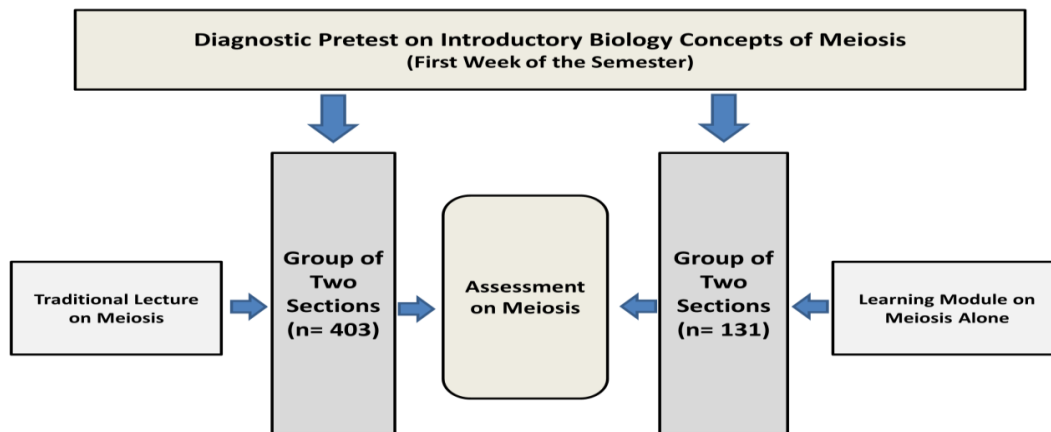 Diagnostic Pretest on Introductory Biology Concepts of Meiosis
(First Week of the Semester)
Traditional Lecture
on Meiosis
Group of
Two
Sections
(n= 403)
Assessment
on Meiosis
Group of
Two
Sections
(n= 131)
Learning Module on
Meiosis Alone